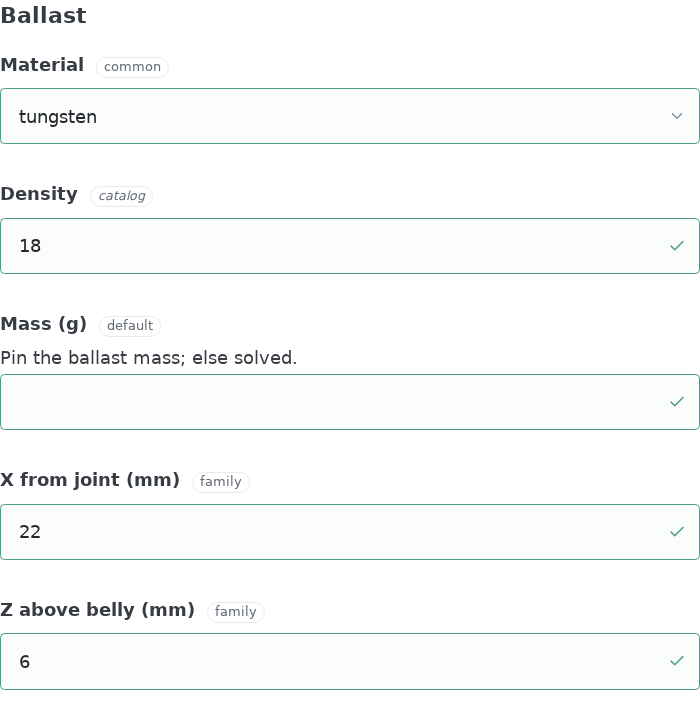 Ballast
Material common
tungsten
Density catalog
18
Mass (g) default
Pin the ballast mass; else solved.
X from joint (mm) family
22
Z above belly (mm) family
6